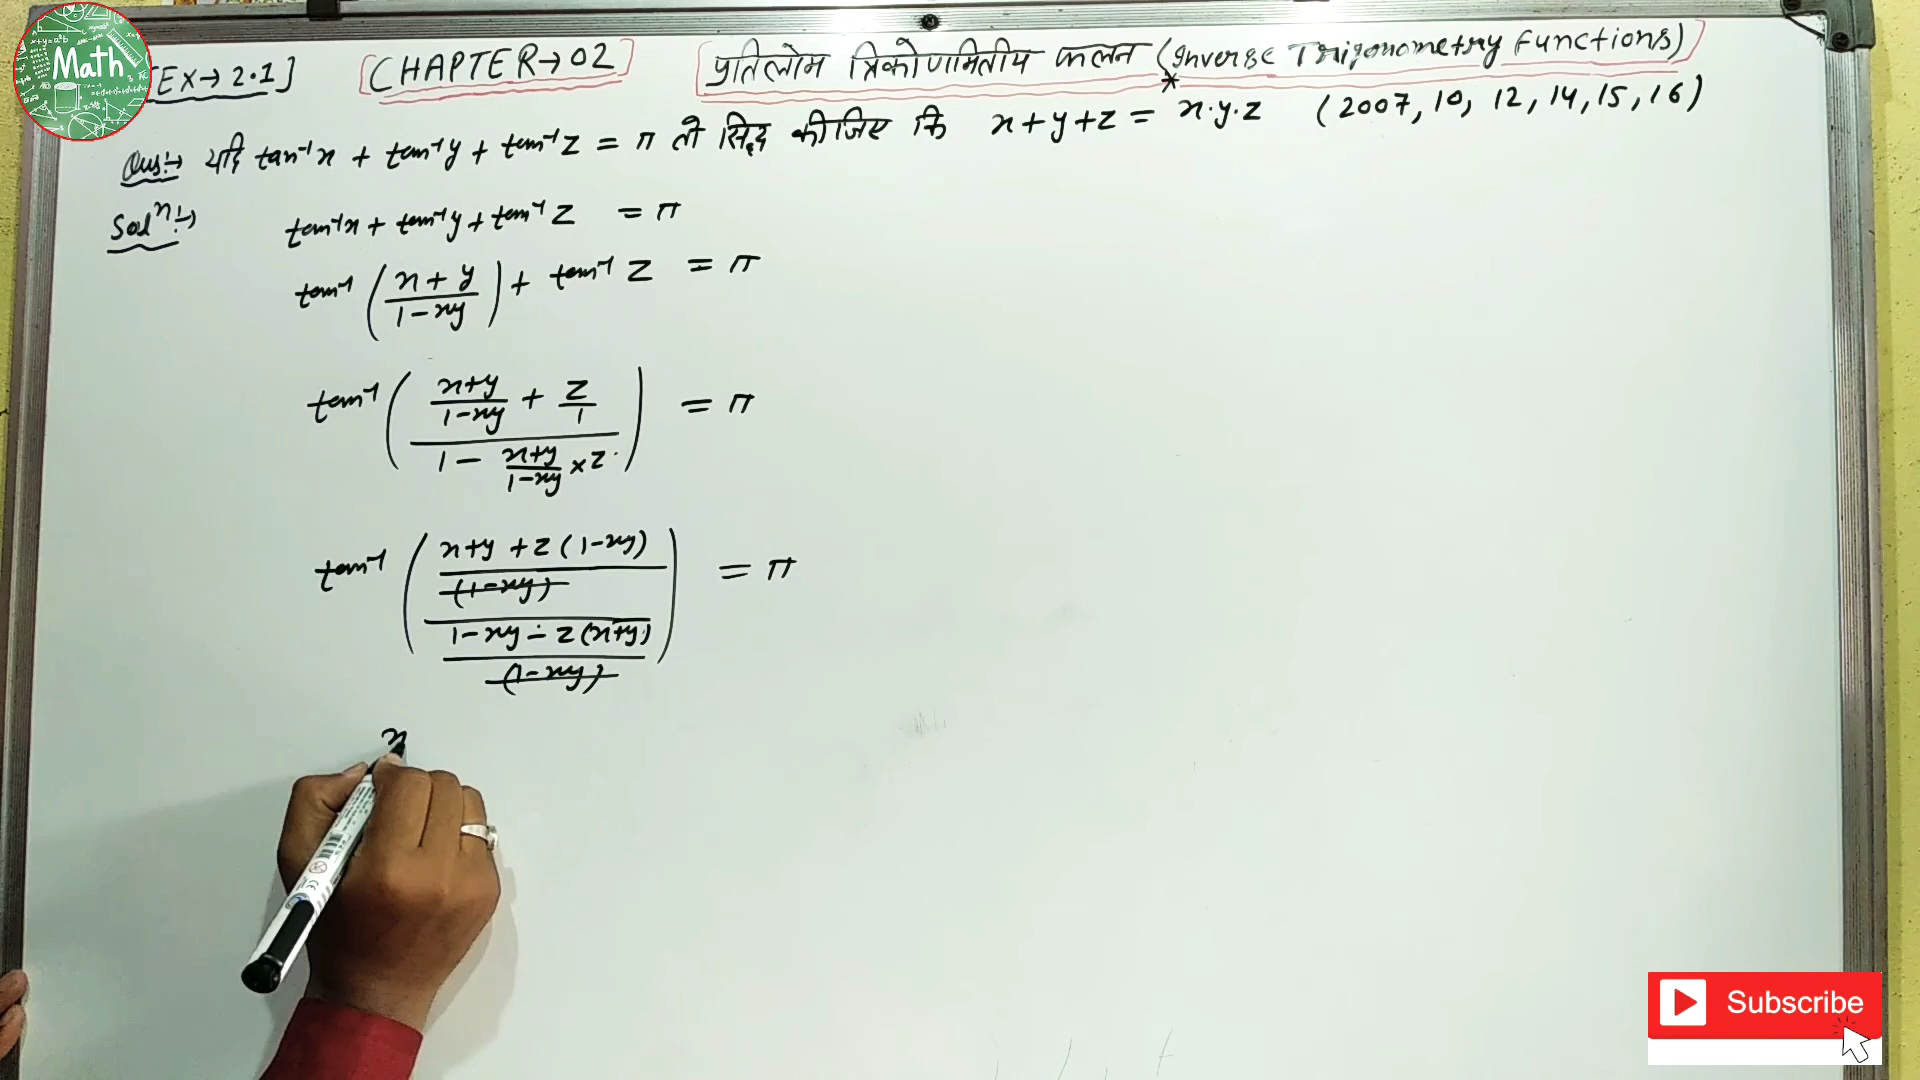 Math
[EX→2.1] [CHAPTER→02] [प्रतिलोम त्रिकोणमितीय फलन (Inverse Trigonometry Functions)]
Qus:→ यदि tan⁻¹x + tan⁻¹y + tan⁻¹z = π तो सिद्ध कीजिए कि x+y+z = x.y.z (2007, 10, 12, 14, 15, 16)
Solⁿ:→ tan⁻¹x + tan⁻¹y + tan⁻¹z = π
tan⁻¹ ((x+y)/(1-xy)) + tan⁻¹ z = π
tan⁻¹ (((x+y)/(1-xy) + z/1)/(1 - (x+y)/(1-xy) × z)) = π
tan⁻¹ (((x+y+z(1-xy))/(1-xy))/((1-xy-z(x+y))/(1-xy))) = π
x
Subscribe